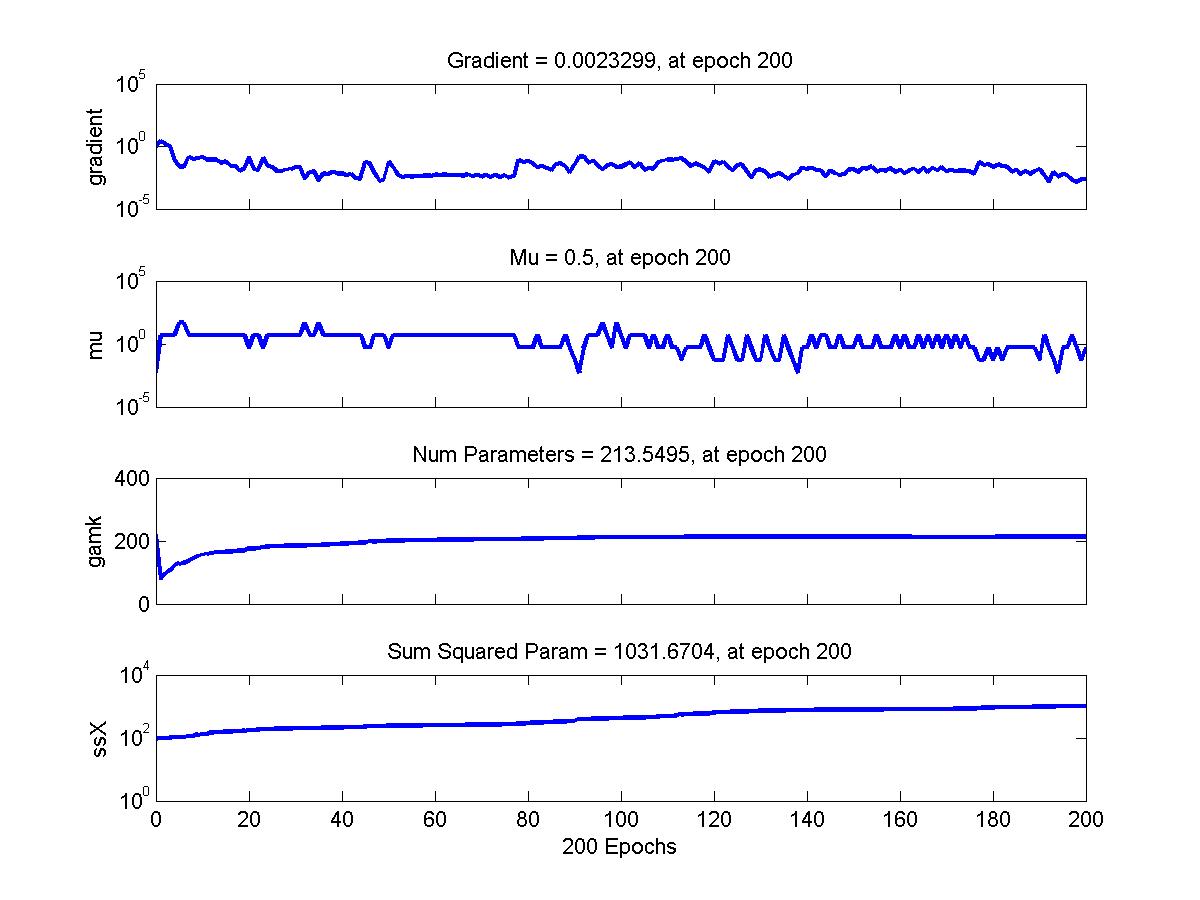 Gradient = 0.0023299, at epoch 200
10^5
10^0
10^-5
gradient
Mu = 0.5, at epoch 200
10^5
10^0
10^-5
mu
Num Parameters = 213.5495, at epoch 200
400
200
0
gamk
Sum Squared Param = 1031.6704, at epoch 200
10^4
10^2
10^0
ssX
0 20 40 60 80 100 120 140 160 180 200
200 Epochs